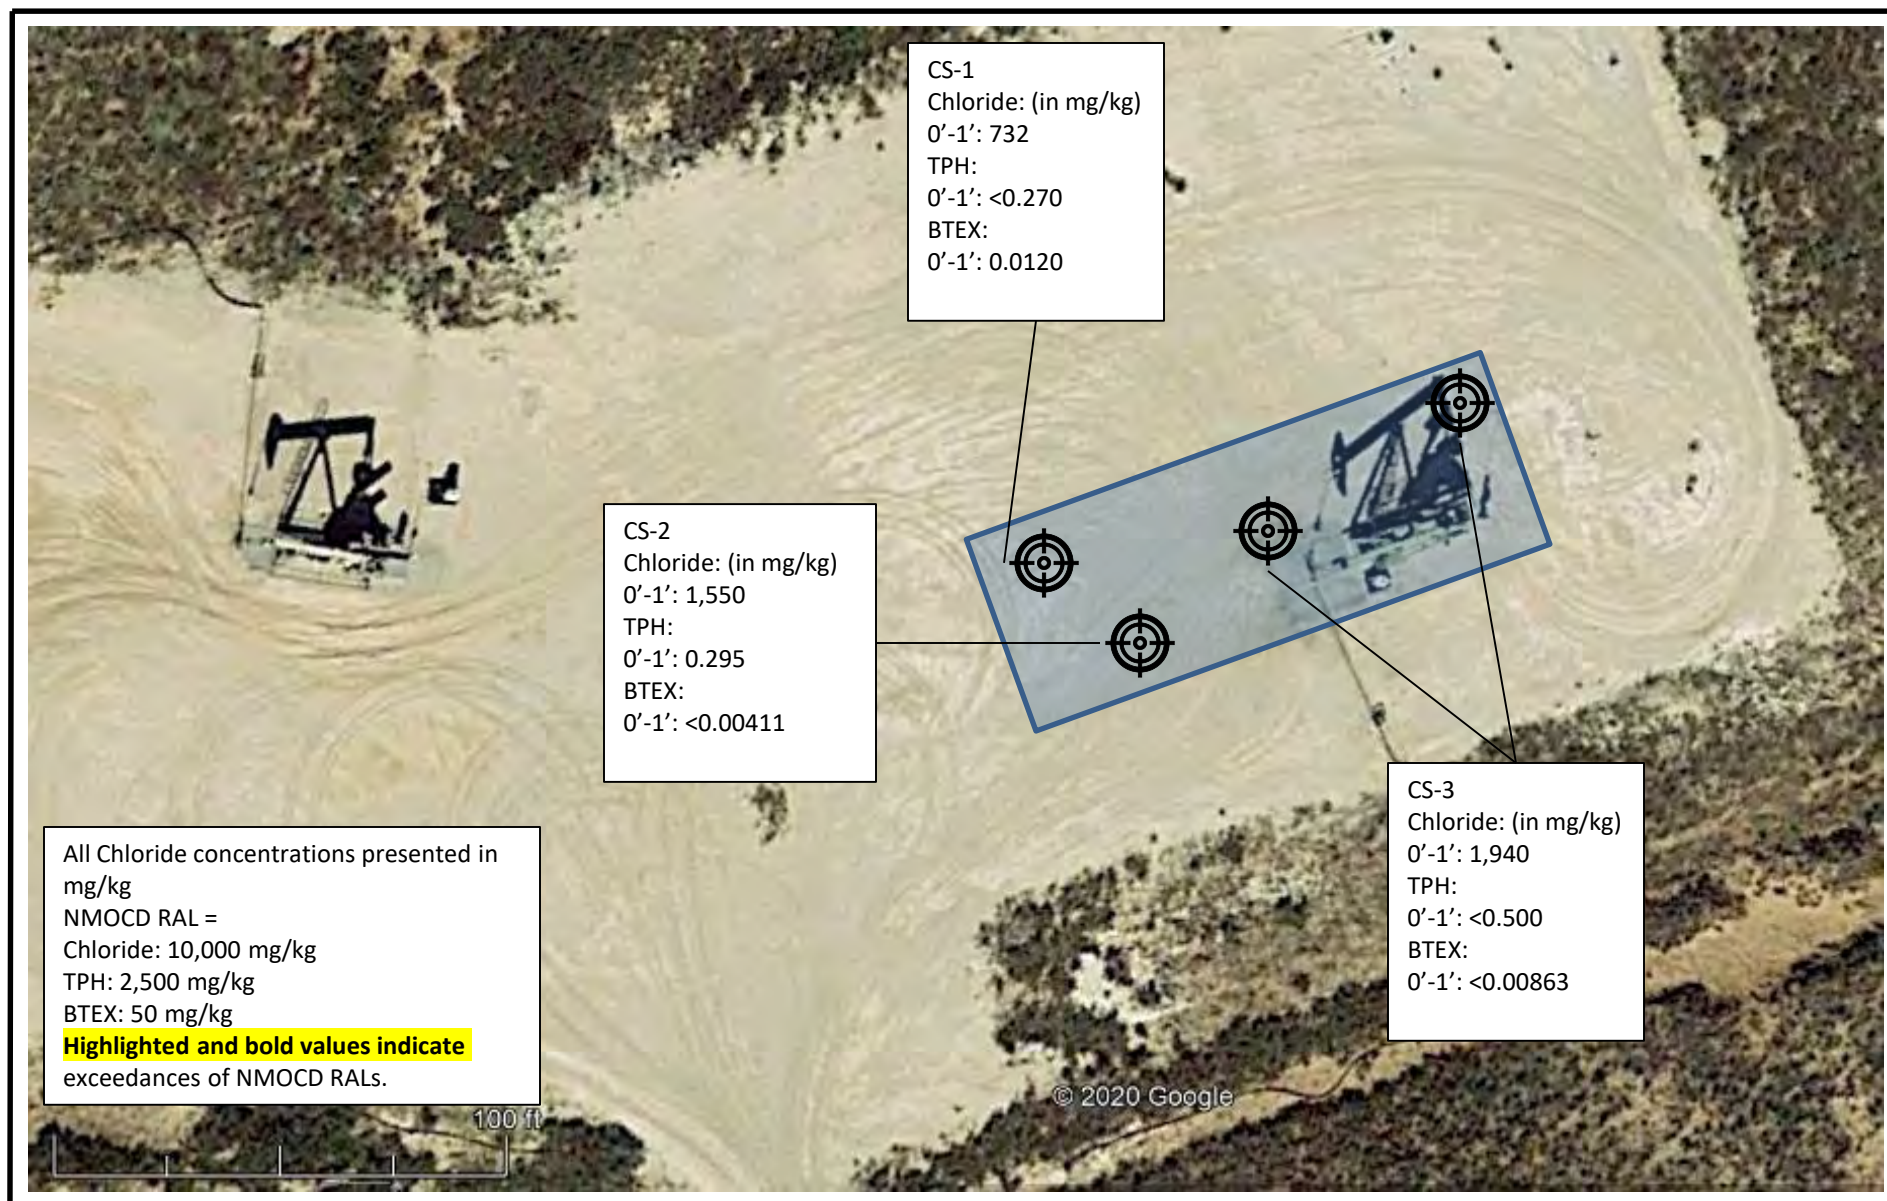 CS-1
Chloride: (in mg/kg)
0’-1’: 732
TPH:
0’-1’: <0.270
BTEX:
0’-1’: 0.0120
CS-2
Chloride: (in mg/kg)
0’-1’: 1,550
TPH:
0’-1’: 0.295
BTEX:
0’-1’: <0.00411
CS-3
Chloride: (in mg/kg)
0’-1’: 1,940
TPH:
0’-1’: <0.500
BTEX:
0’-1’: <0.00863
All Chloride concentrations presented in
mg/kg
NMOCD RAL =
Chloride: 10,000 mg/kg
TPH: 2,500 mg/kg
BTEX: 50 mg/kg
Highlighted and bold values indicate
exceedances of NMOCD RALs.
© 2020 Google
100 ft